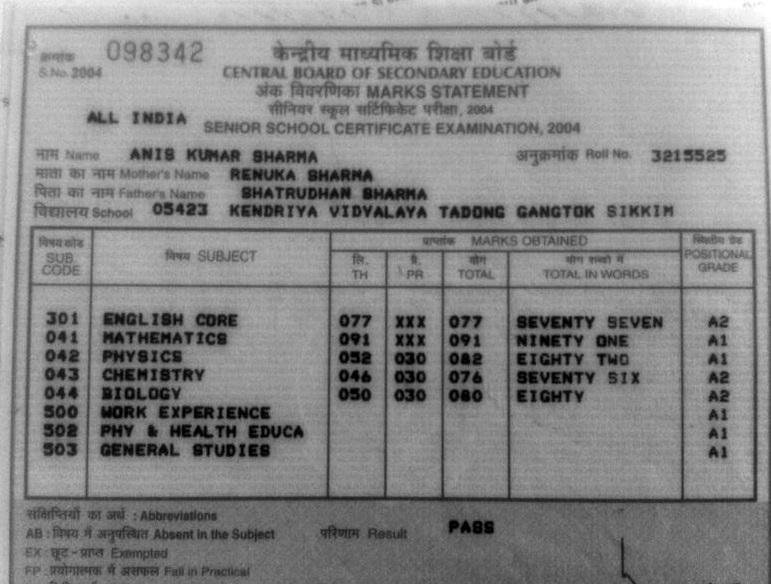 क्रमांक 098342
S.No. 2004
केन्द्रीय माध्यमिक शिक्षा बोर्ड
CENTRAL BOARD OF SECONDARY EDUCATION
अंक विवरणिका MARKS STATEMENT
सीनियर स्कूल सर्टिफिकेट परीक्षा, 2004
ALL INDIA SENIOR SCHOOL CERTIFICATE EXAMINATION, 2004
नाम Name ANIS KUMAR SHARMA अनुक्रमांक Roll No. 3215525
माता का नाम Mother's Name RENUKA SHARMA
पिता का नाम Father's Name SHATRUDHAN SHARMA
विद्यालय School 05423 KENDRIYA VIDYALAYA TADONG GANGTOK SIKKIM
विषय कोड SUB. CODE विषय SUBJECT प्राप्तांक MARKS OBTAINED स्थितीय ग्रेड POSITIONAL GRADE
लि. TH प्रै. PR योग TOTAL योग शब्दों में TOTAL IN WORDS
301 ENGLISH CORE 077 XXX 077 SEVENTY SEVEN A2
041 MATHEMATICS 091 XXX 091 NINETY ONE A1
042 PHYSICS 052 030 082 EIGHTY TWO A1
043 CHEMISTRY 046 030 076 SEVENTY SIX A2
044 BIOLOGY 050 030 080 EIGHTY A2
500 WORK EXPERIENCE A1
502 PHY & HEALTH EDUCA A1
503 GENERAL STUDIES A1
संक्षिप्तियों का अर्थ : Abbreviations
AB : विषय में अनुपस्थित Absent in the Subject परिणाम Result PASS
EX : छूट - प्राप्त Exempted
FP : प्रयोगात्मक में असफल Fail in Practical